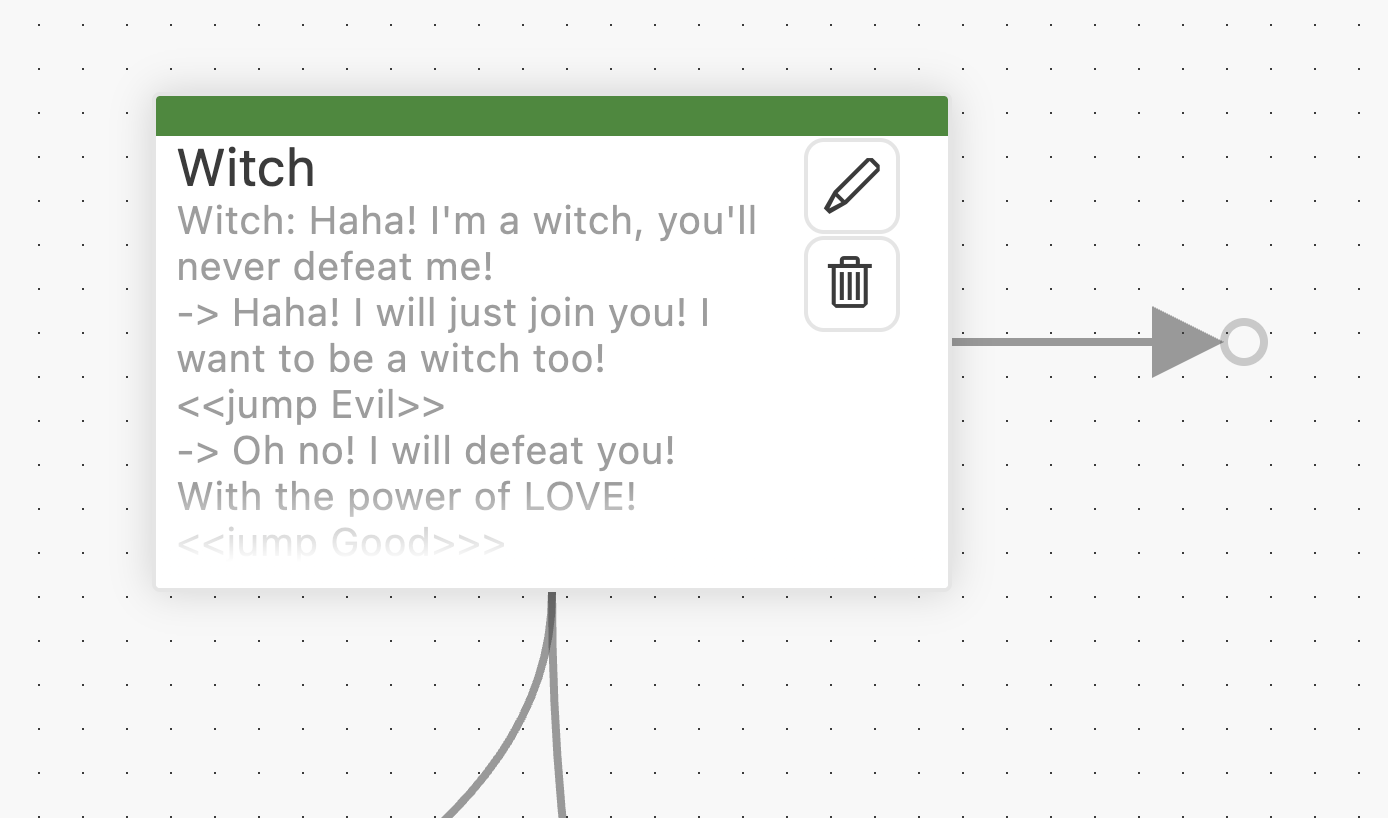 Witch
Witch: Haha! I'm a witch, you'll
never defeat me!
-> Haha! I will just join you! I
want to be a witch too!
<<jump Evil>>
-> Oh no! I will defeat you!
With the power of LOVE!
<<jump Good>>>